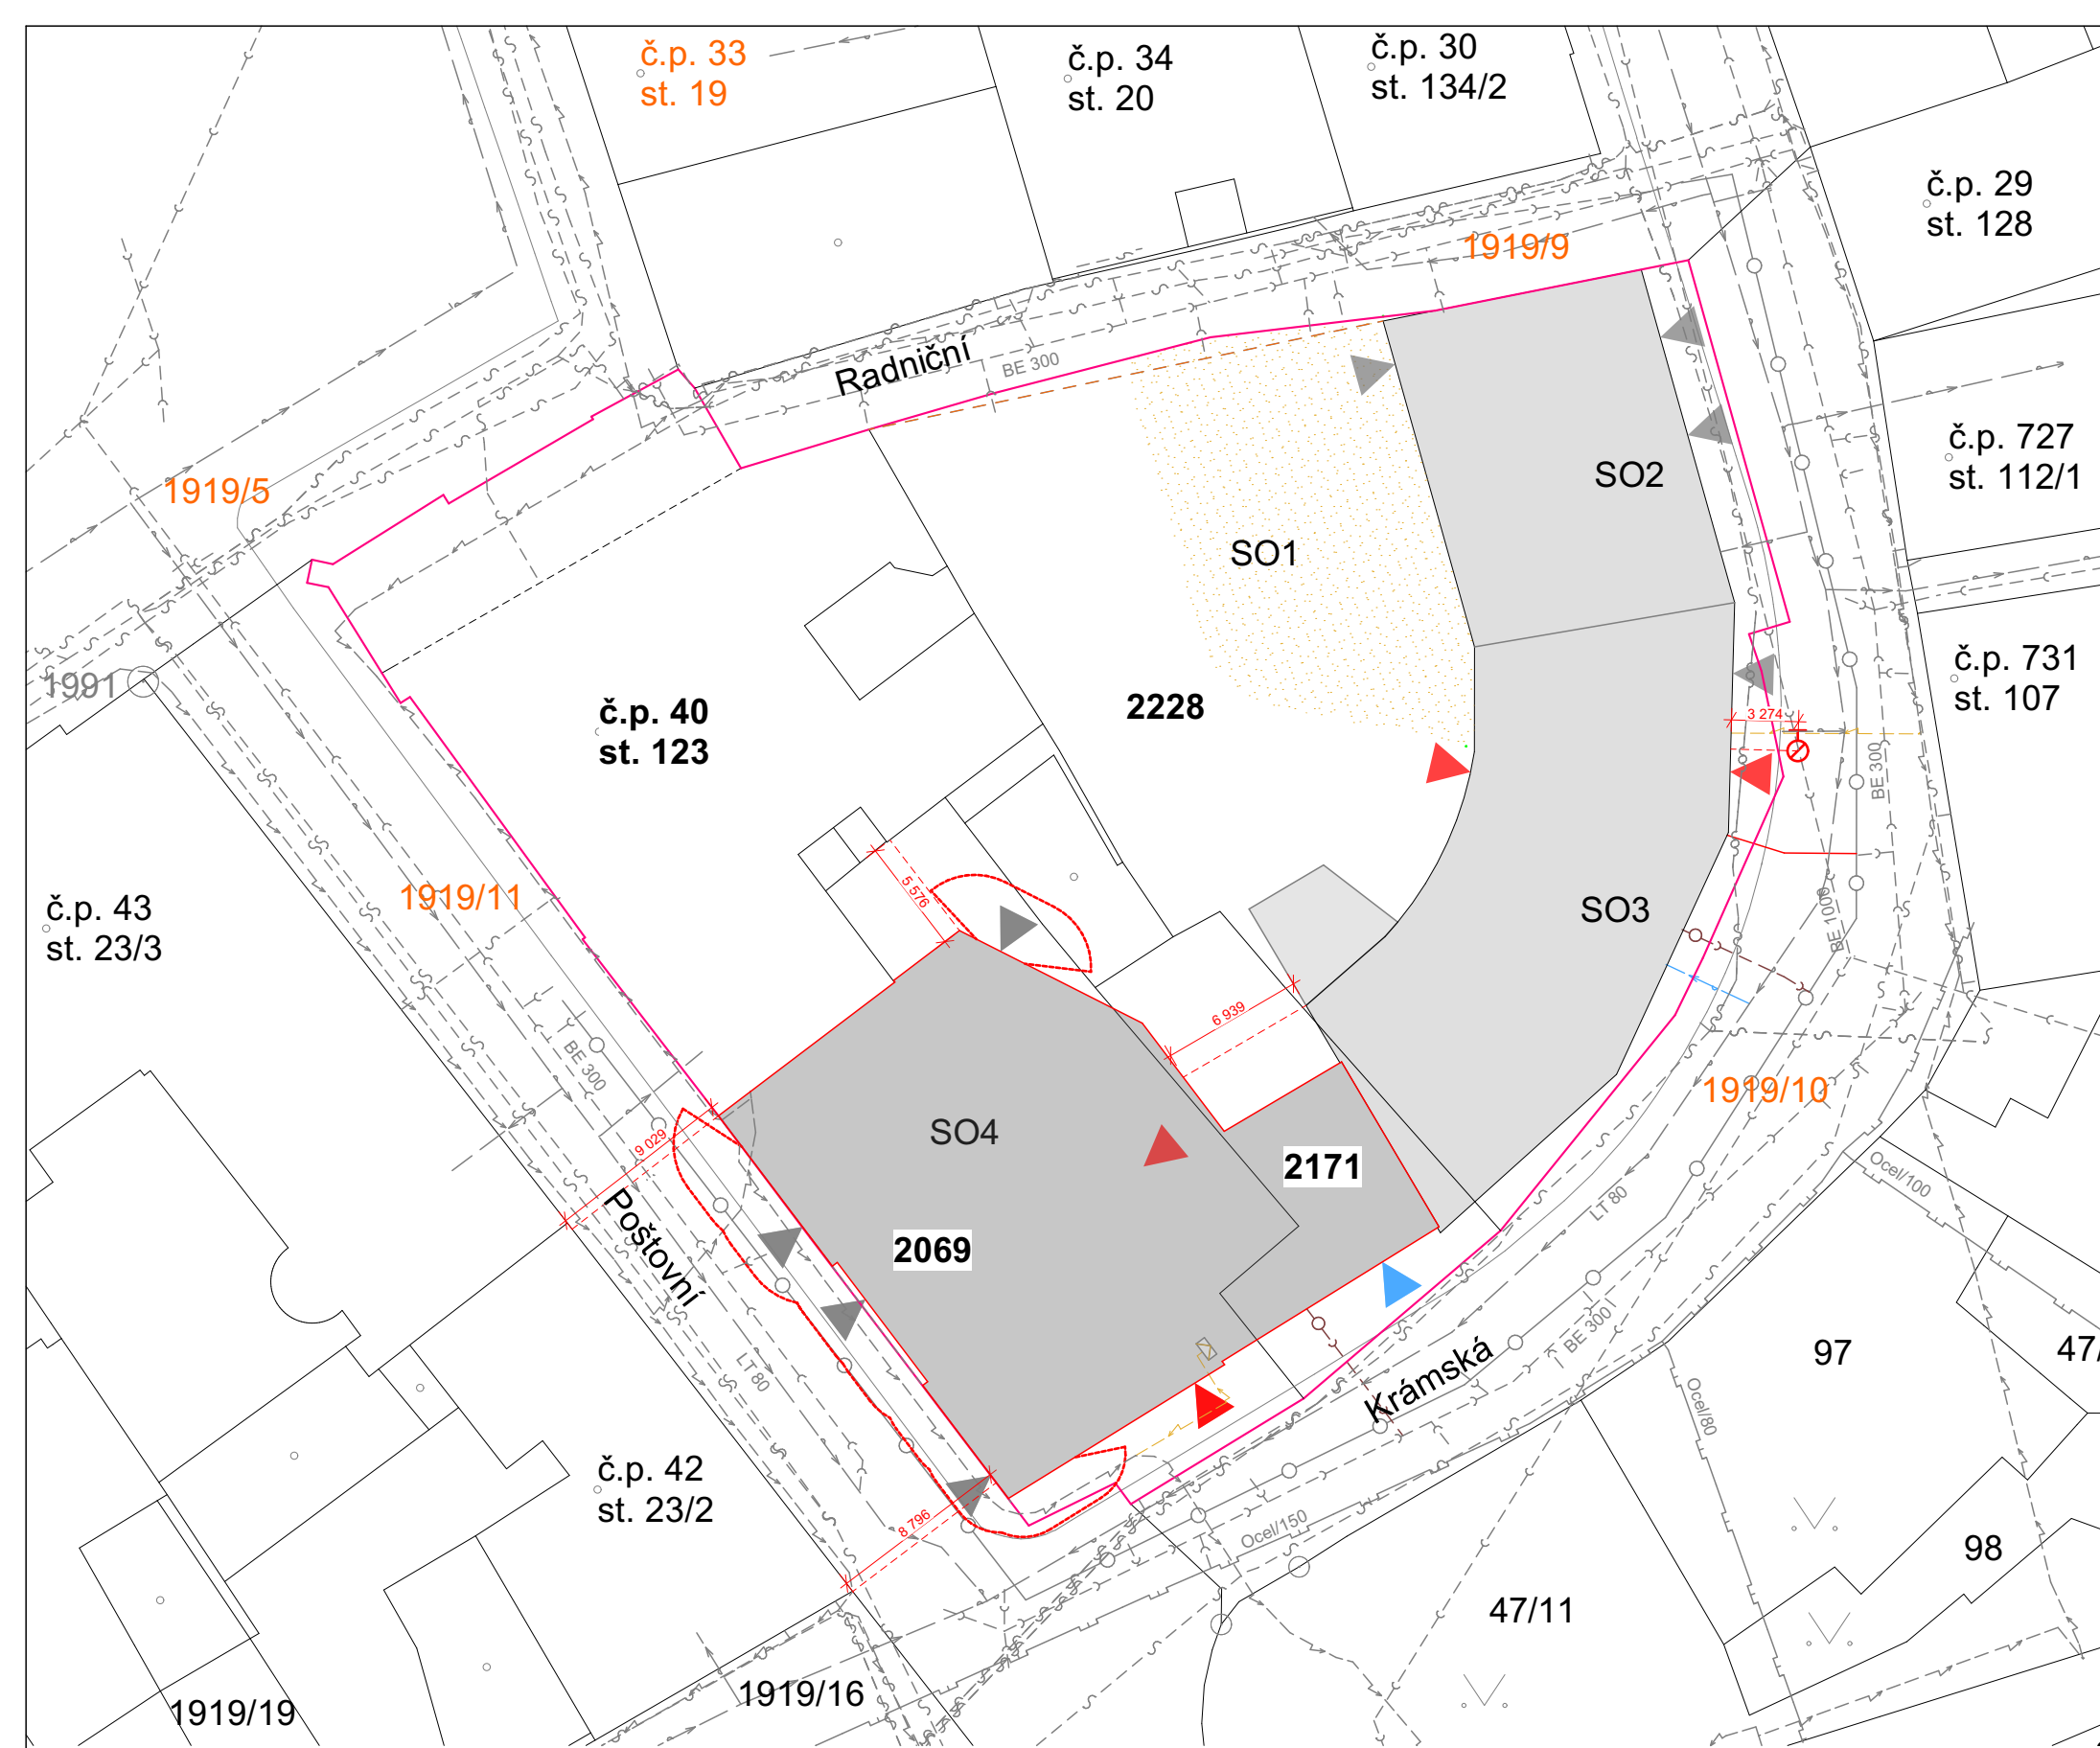 č.p. 33
st. 19
č.p. 34
st. 20
č.p. 30
st. 134/2
č.p. 29
st. 128
1919/9
Radniční
BE 300
1919/5
č.p. 727
st. 112/1
SO2
SO1
1991
č.p. 40
st. 123
2228
č.p. 731
st. 107
3 274
BE 300
5 576
1919/11
č.p. 43
st. 23/3
SO3
BE 1000
6 939
BE 300
1919/10
SO4
9 029
2171
Ocel/100
LT 80
Poštovní
2069
BE 300
LT 80
Krámská
97
47/
Ocel/80
č.p. 42
st. 23/2
8 796
Ocel/150
98
47/11
1919/16
1919/19